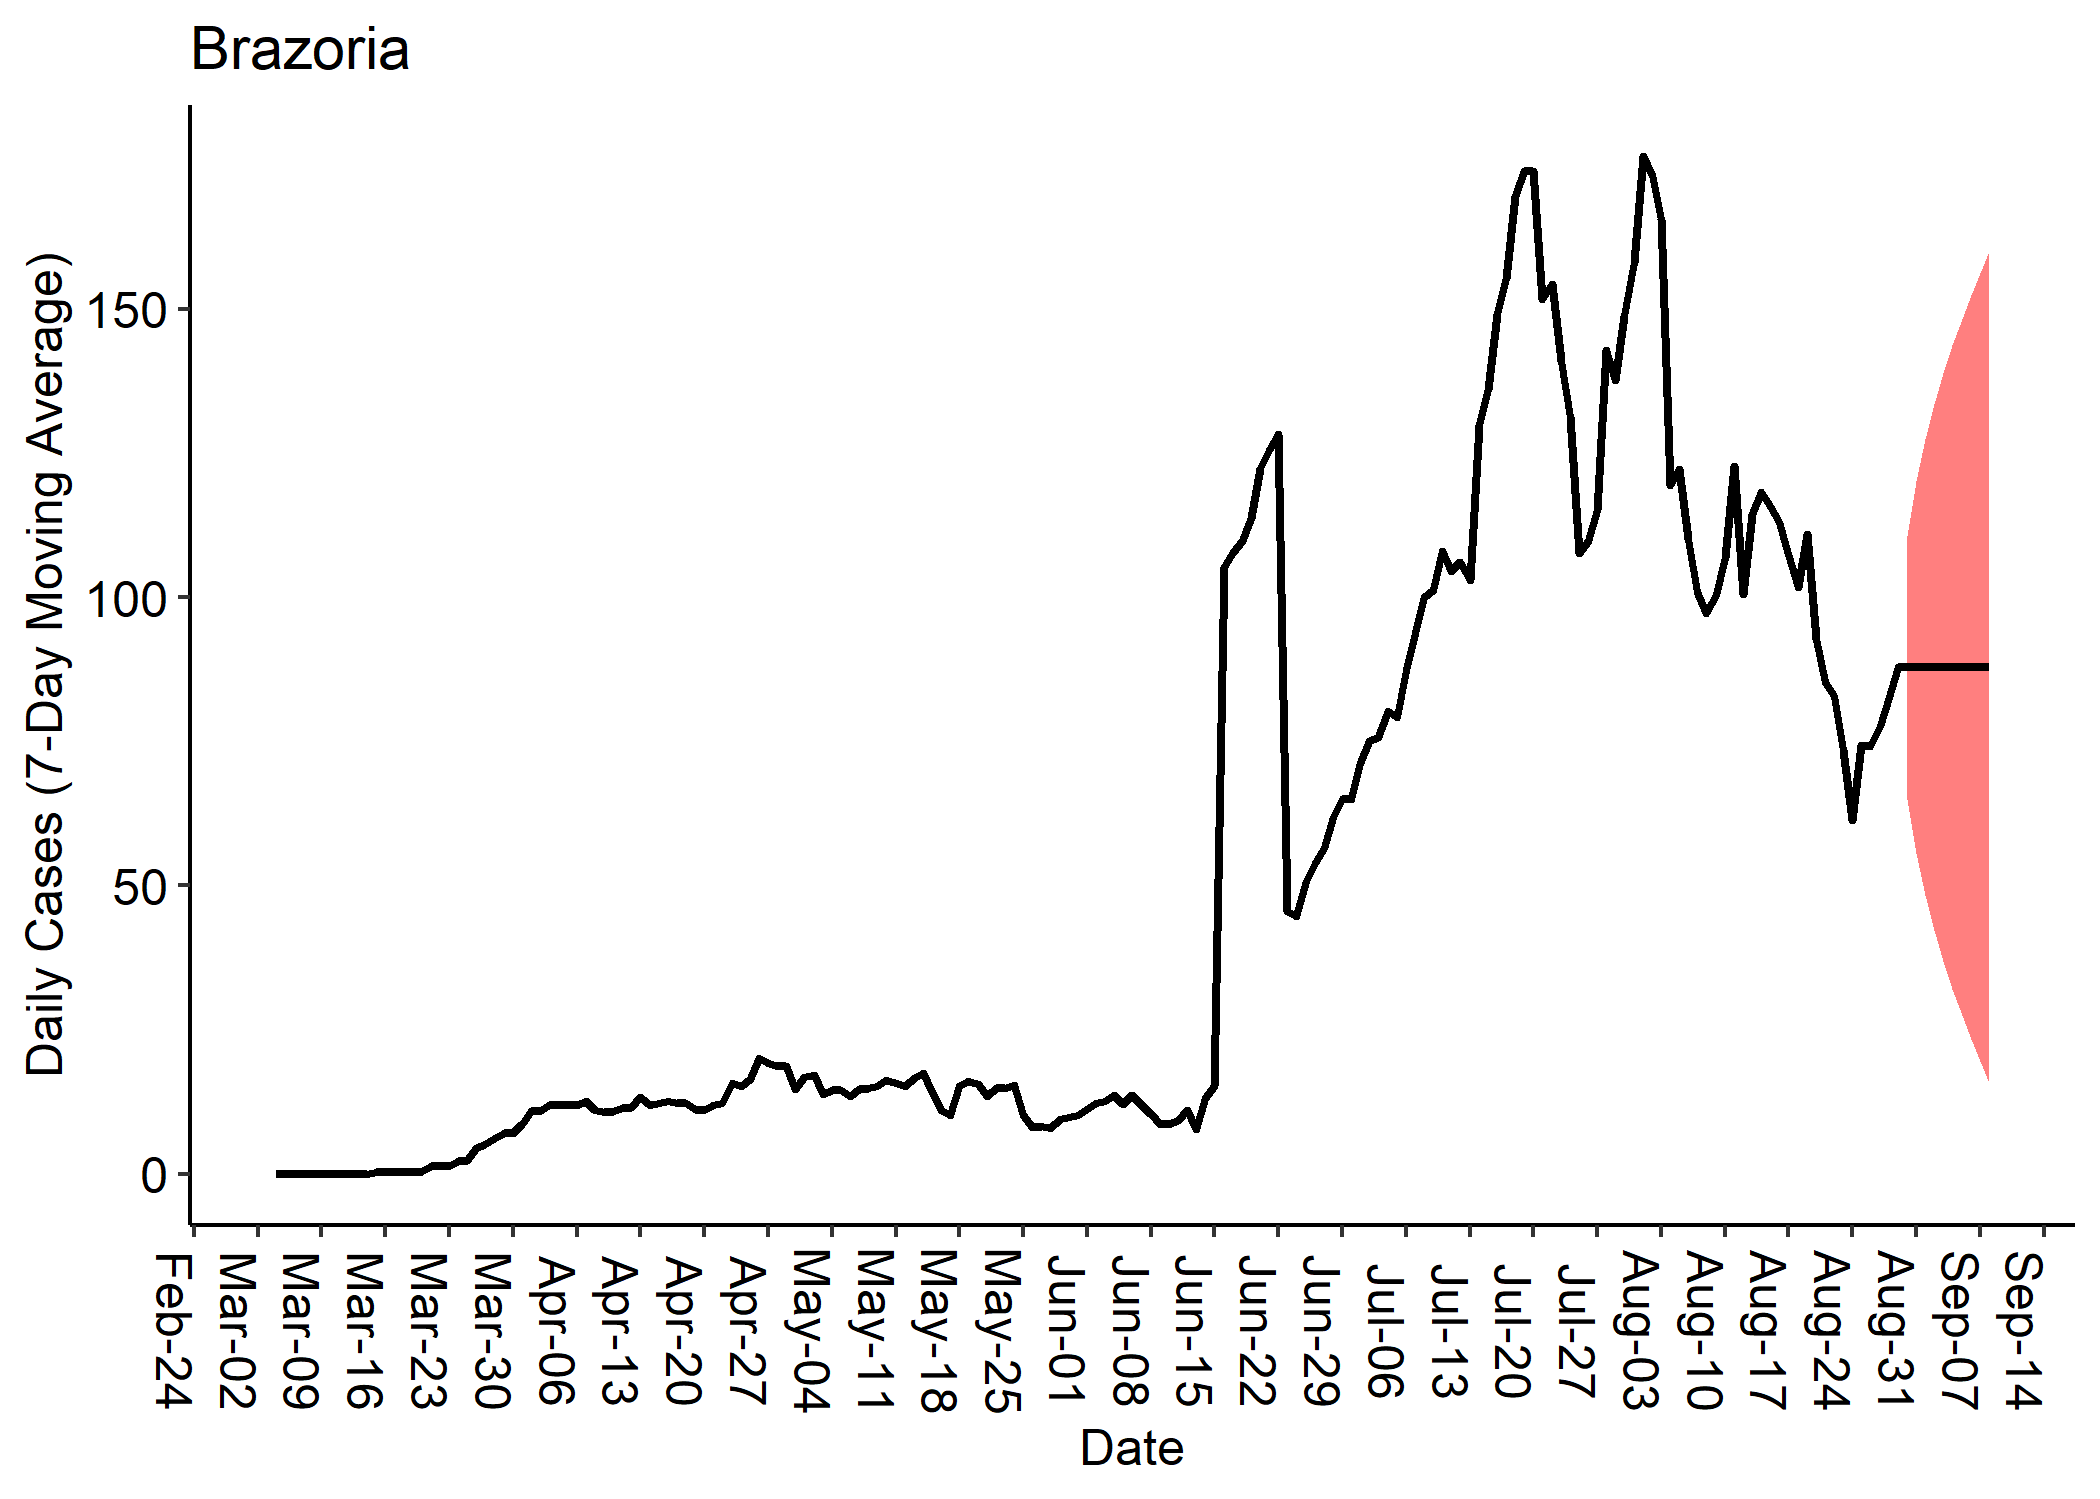 Brazoria
Daily Cases (7-Day Moving Average)
150
100
50
0
Feb-24
Mar-02
Mar-09
Mar-16
Mar-23
Mar-30
Apr-06
Apr-13
Apr-20
Apr-27
May-04
May-11
May-18
May-25
Jun-01
Jun-08
Jun-15
Jun-22
Jun-29
Jul-06
Jul-13
Jul-20
Jul-27
Aug-03
Aug-10
Aug-17
Aug-24
Aug-31
Sep-07
Sep-14
Date